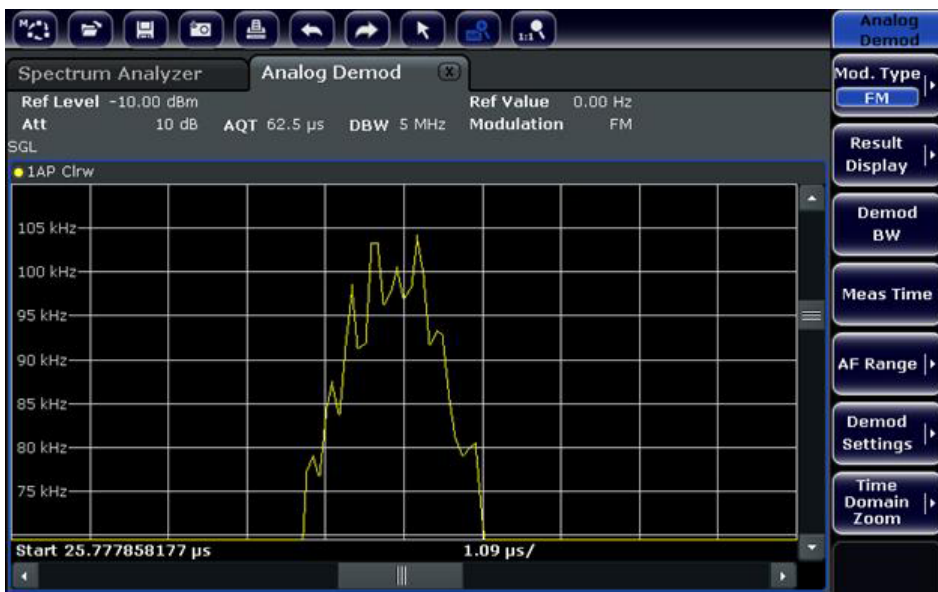 1:1
Analog
Demod
Spectrum Analyzer Analog Demod X
Mod. Type
FM
Ref Level -10.00 dBm Ref Value 0.00 Hz
Att 10 dB AQT 62.5 µs DBW 5 MHz Modulation FM
SGL
1AP Clrw
Result
Display
Demod
BW
Meas Time
AF Range
Demod
Settings
Time
Domain
Zoom
105 kHz
100 kHz
95 kHz
90 kHz
85 kHz
80 kHz
75 kHz
Start 25.777858177 µs 1.09 µs/